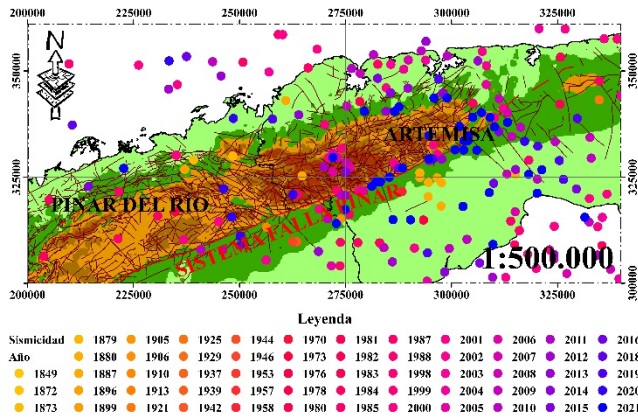 200000 225000 250000 275000 300000 325000
N
350000 350000
ARTEMISA
325000 325000
PINAR DEL RIO
SISTEMA FALLA PINAR
1:500.000
300000 300000
200000 225000 250000 275000 300000 325000
Leyenda
Sismicidad 1879 1905 1925 1944 1970 1981 1987 2001 2006 2011 2016
Año 1880 1906 1929 1946 1973 1982 1988 2002 2007 2012 2018
1849 1887 1910 1937 1953 1976 1983 1998 2003 2008 2013 2019
1872 1896 1913 1939 1957 1978 1984 1999 2004 2009 2014
1873 1899 1921 1942 1958 1980 1985 2000 2005 2010 2015